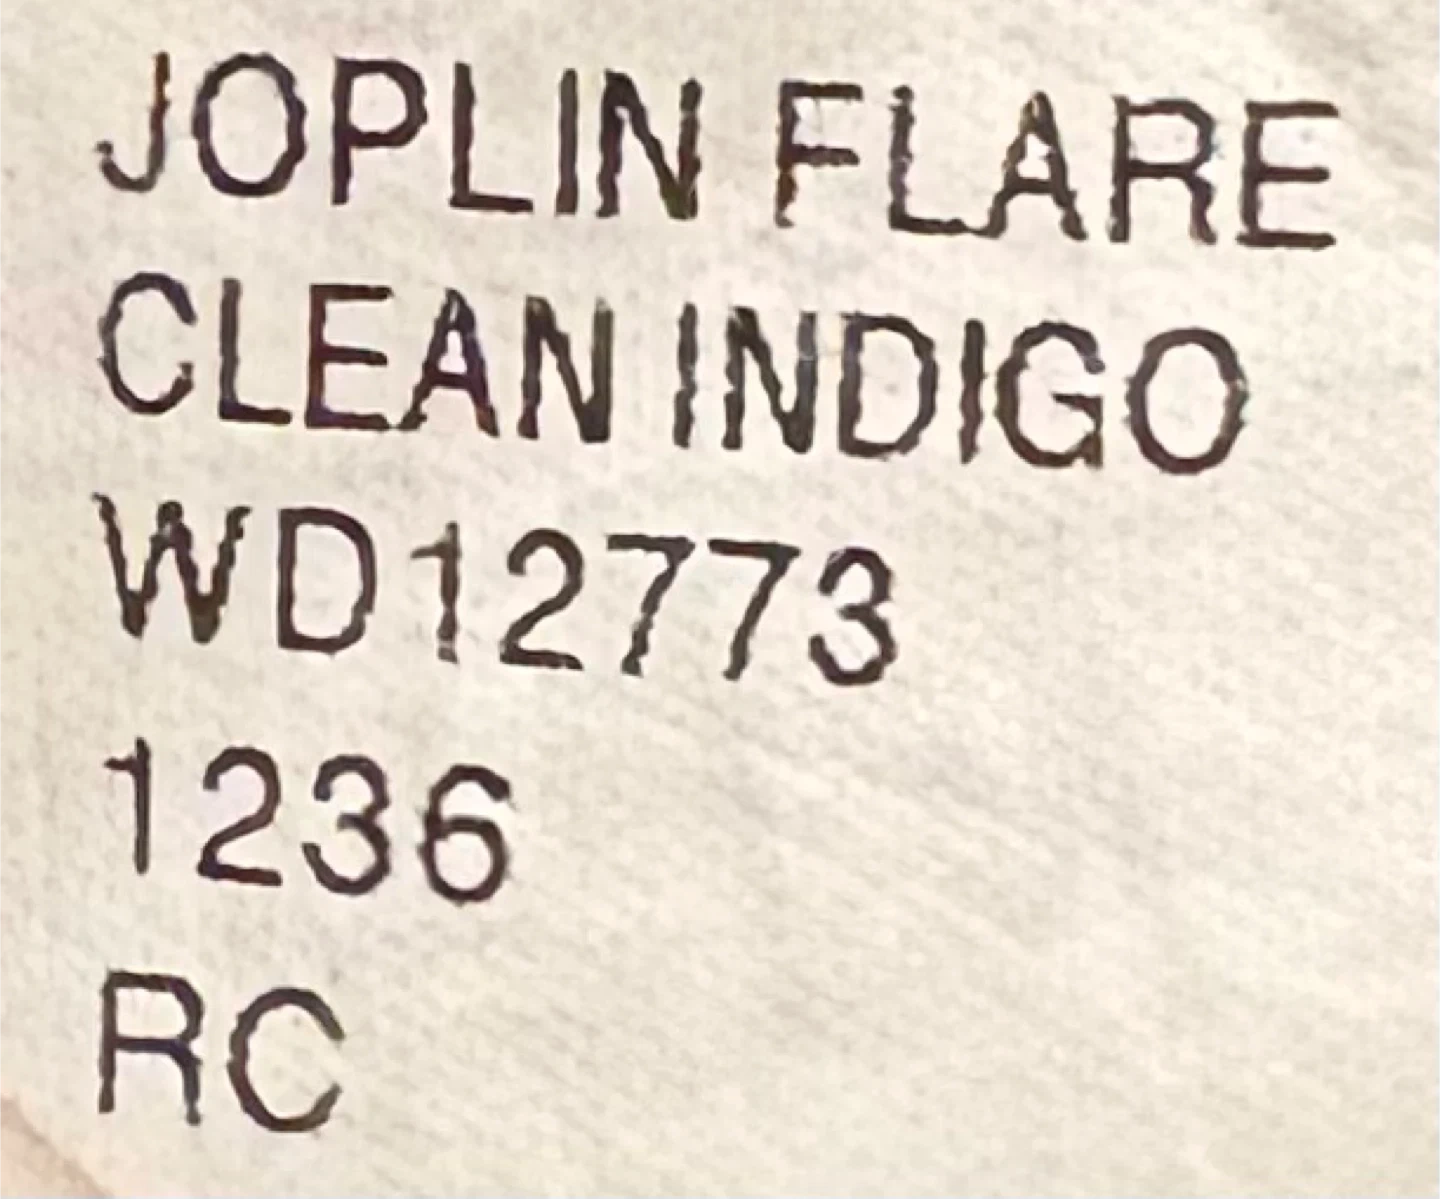 JOPLIN FLARE
CLEAN INDIGO
WD12773
1236
RC